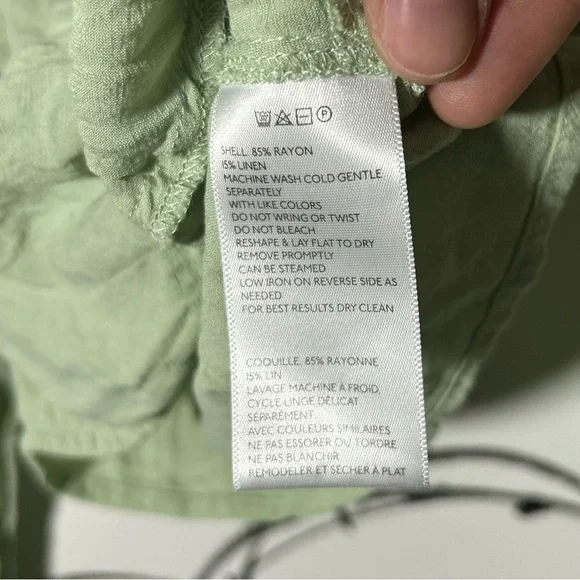 P
SHELL. 85% RAYON
15% LINEN
MACHINE WASH COLD GENTLE
SEPARATELY
WITH LIKE COLORS
DO NOT WRING OR TWIST
DO NOT BLEACH
RESHAPE & LAY FLAT TO DRY
REMOVE PROMPTLY
CAN BE STEAMED
LOW IRON ON REVERSE SIDE AS
NEEDED
FOR BEST RESULTS DRY CLEAN
COQUILLE. 85% RAYONNE
15% LIN
LAVAGE MACHINE A FROID,
CYCLE LINGE DÉLICAT
SÉPARÉMENT
AVEC COULEURS SIMILAIRES
NE PAS ESSORER OU TORDRE
NE PAS BLANCHIR
REMODELER ET SÉCHER À PLAT